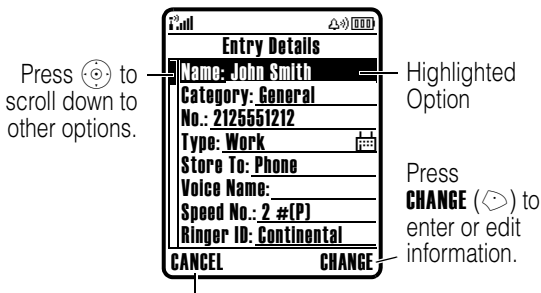 Entry Details
Press to
scroll down to
other options.
Name: John Smith
Category: General
No.: 2125551212
Type: Work
Store To: Phone
Voice Name:
Speed No.: 2 #(P)
Ringer ID: Continental
CANCEL
CHANGE
Highlighted
Option
Press
CHANGE ( ) to
enter or edit
information.